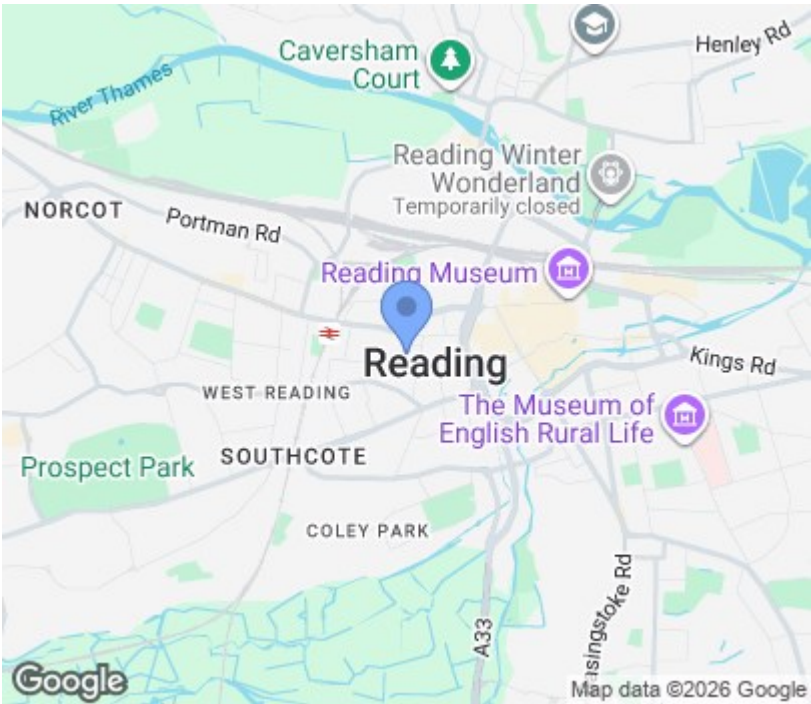 Caversham
Court
Henley Rd
River Thames
Reading Winter
Wonderland
Temporarily closed
NORCOT
Portman Rd
Reading Museum
Reading
Kings Rd
WEST READING
The Museum of
English Rural Life
SOUTHCOTE
Prospect Park
COLEY PARK
asingstoke Rd
A33
Google
Map data ©2026 Google